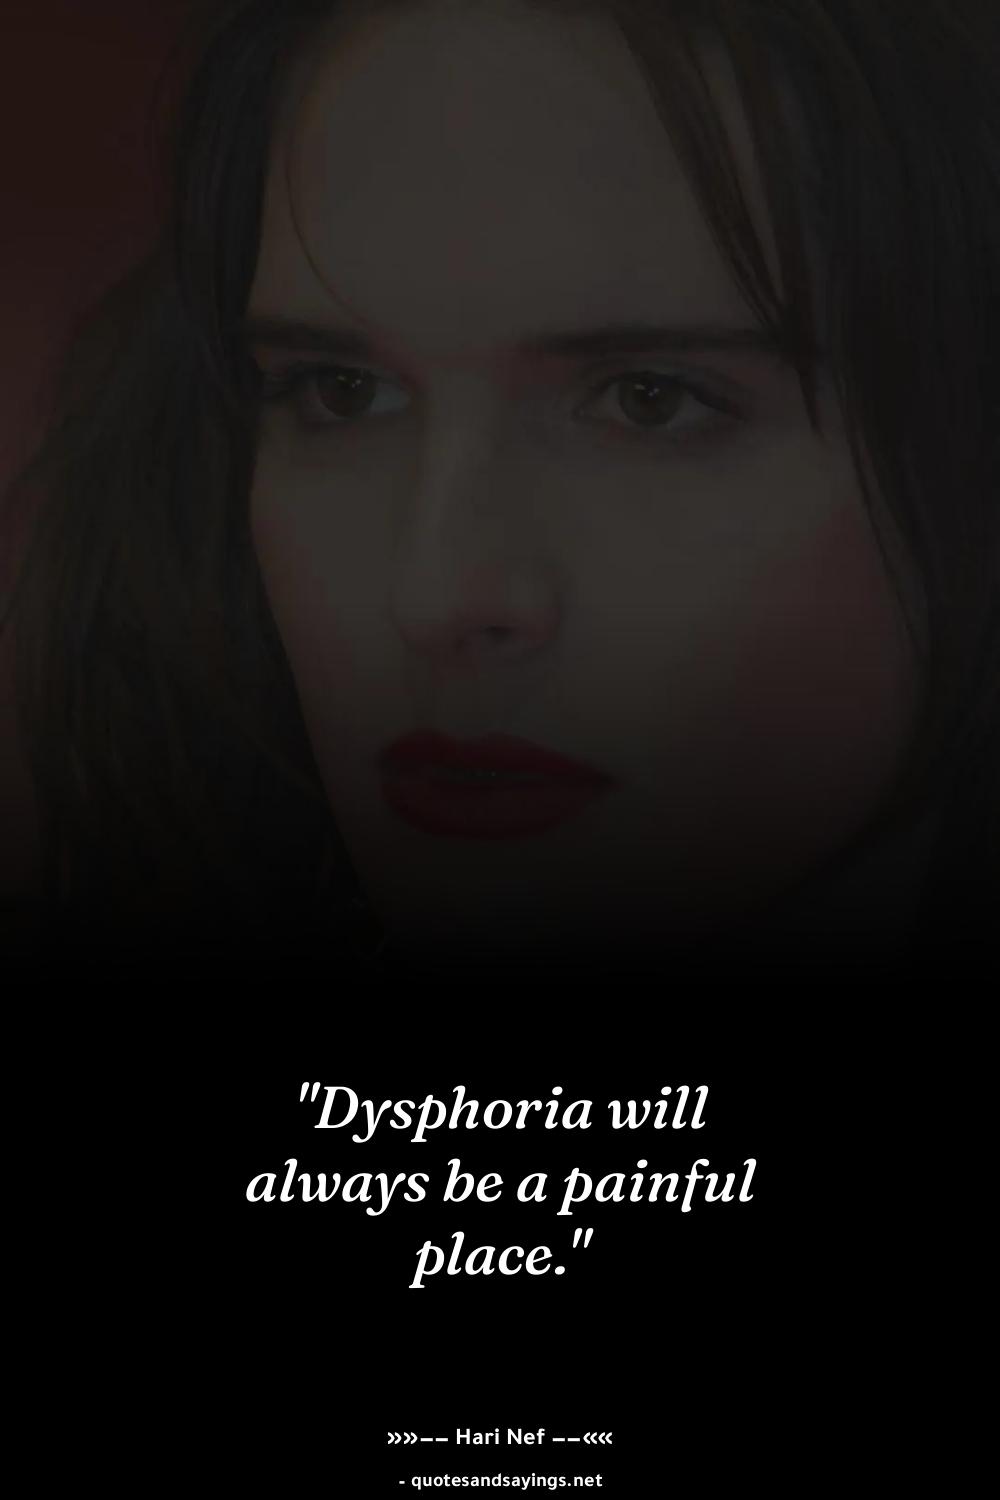 "Dysphoria will
always be a painful
place."
»»−− Hari Nef −−««
- quotesandsayings.net